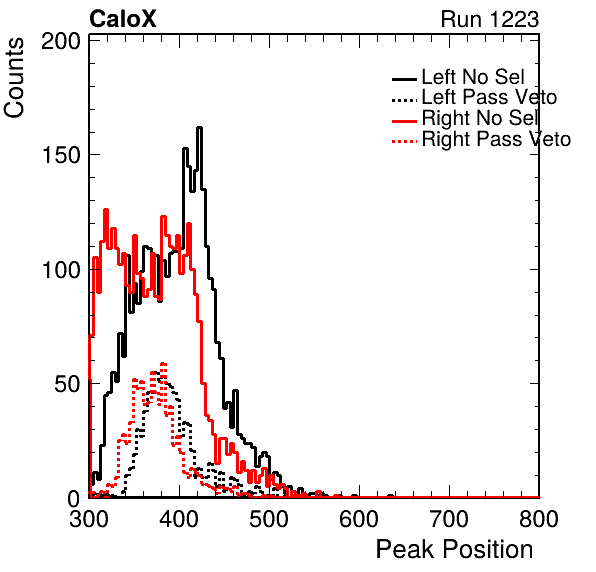 CaloX
Run 1223
Counts
200
150
100
50
0
Left No Sel
Left Pass Veto
Right No Sel
Right Pass Veto
300 400 500 600 700 800
Peak Position